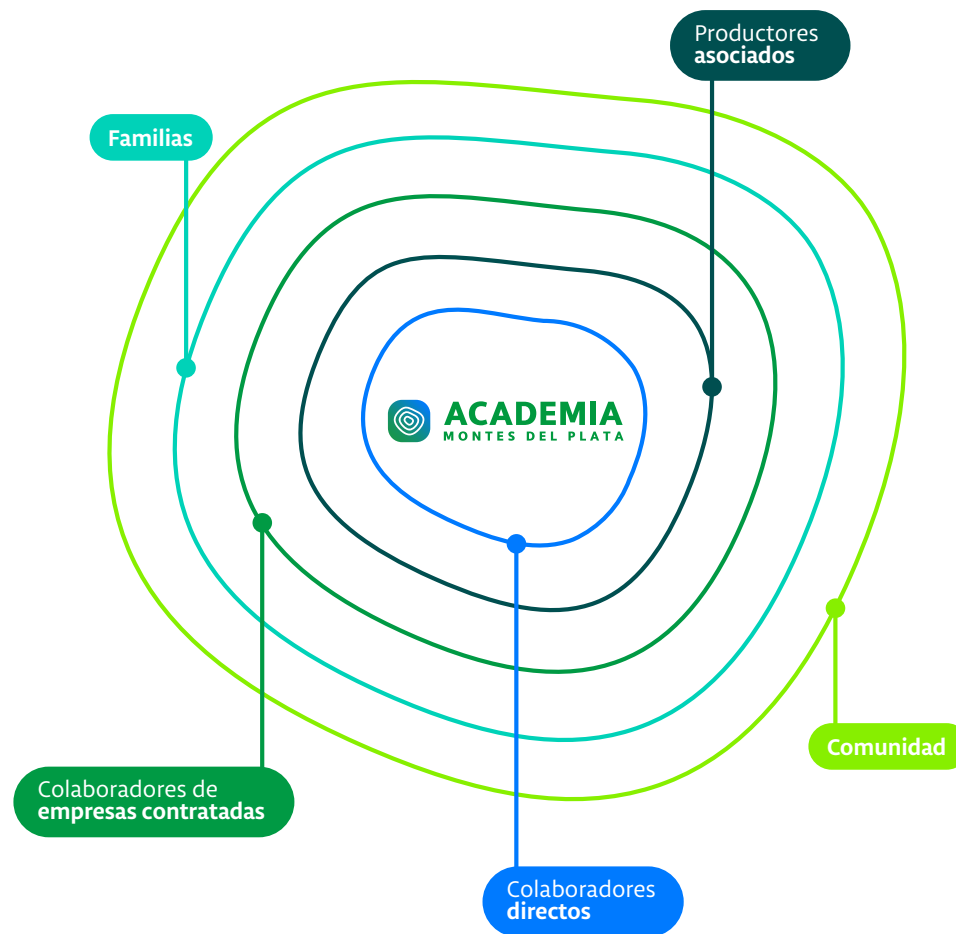 Productores
asociados
Familias
ACADEMIA
MONTES DEL PLATA
Comunidad
Colaboradores de
empresas contratadas
Colaboradores
directos